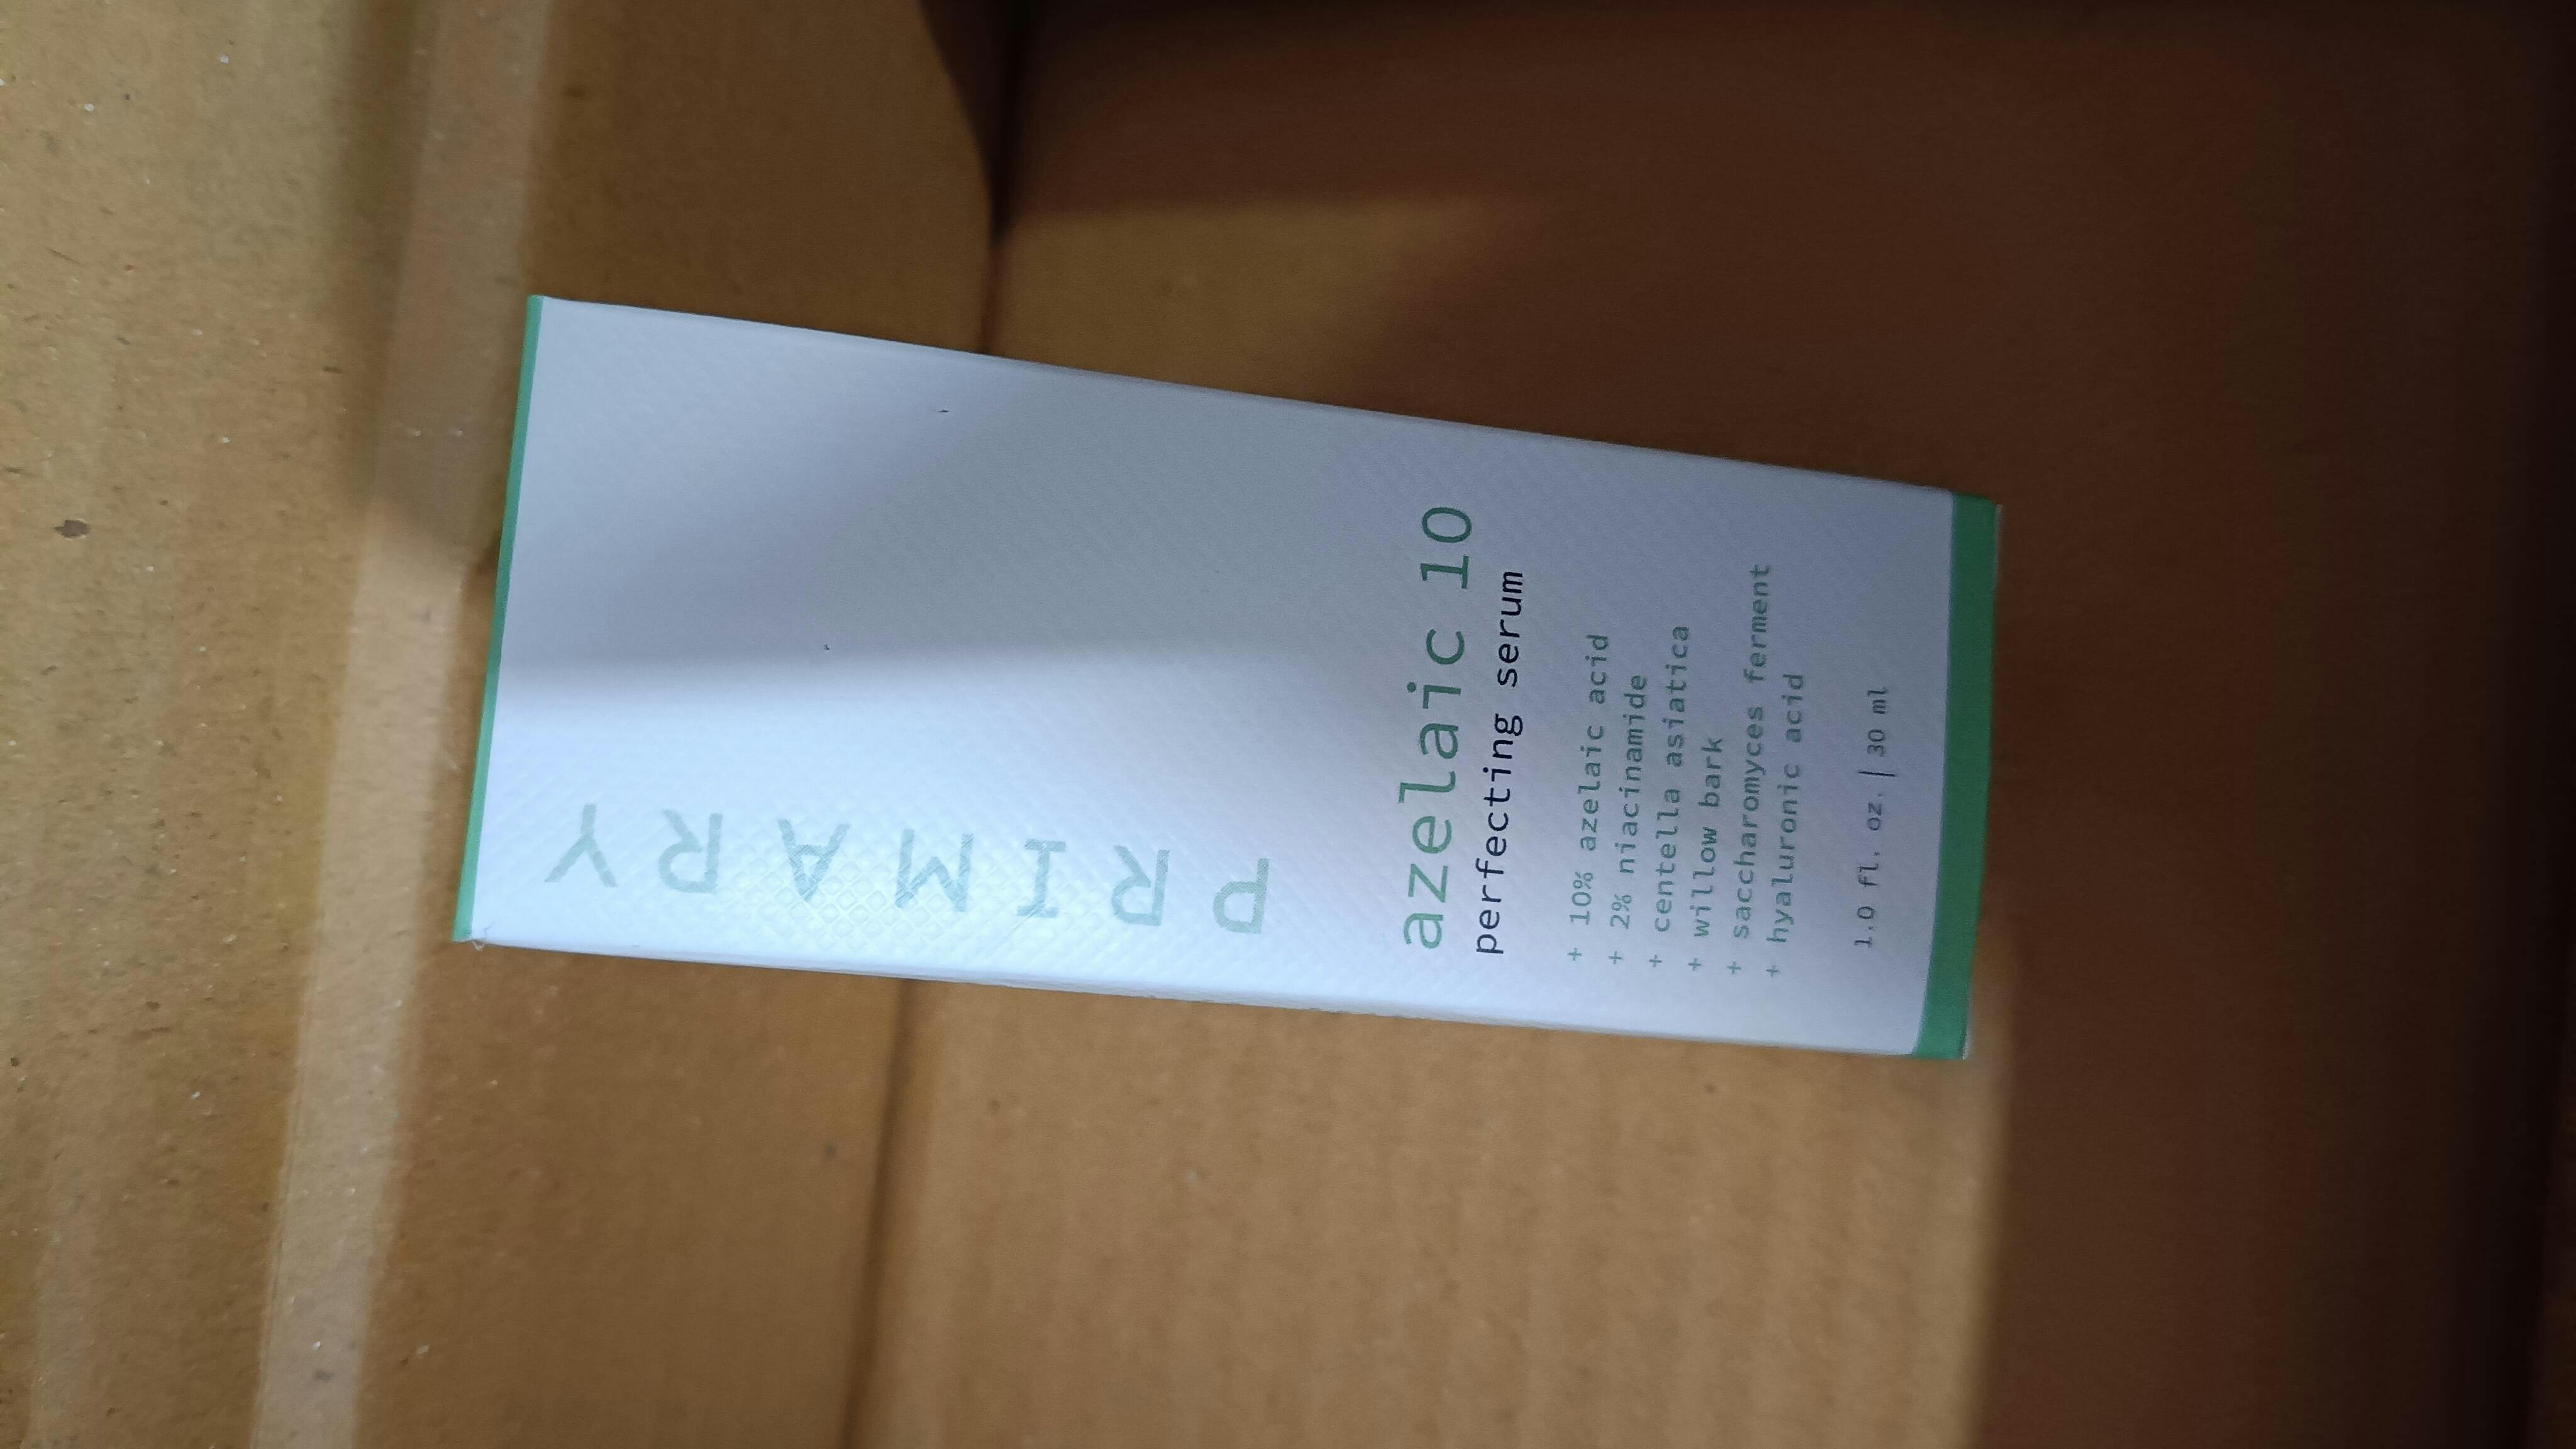 PRIMARY
azelaic 10
perfecting serum
+ 10% azelaic acid
+ 2% niacinamide
+ centella asiatica
+ willow bark
+ saccharomyces ferment
+ hyaluronic acid
1.0 fl. oz. | 30 ml